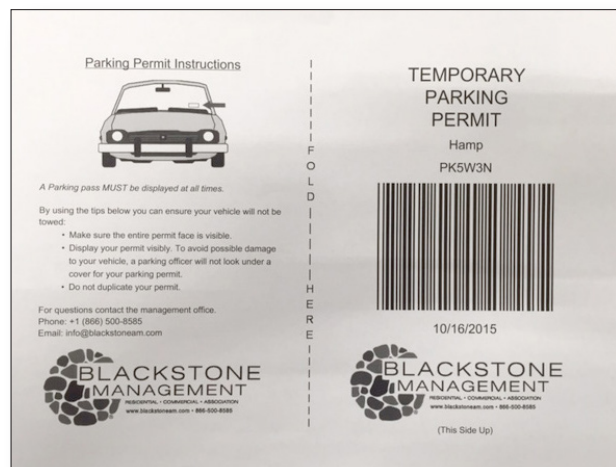 Parking Permit Instructions
A Parking pass MUST be displayed at all times.
By using the tips below you can ensure your vehicle will not be
towed:
• Make sure the entire permit face is visible.
• Display your permit visibly. To avoid possible damage
to your vehicle, a parking officer will not look under a
cover for your parking permit.
• Do not duplicate your permit.
For questions contact the management office.
Phone: +1 (866) 500-8585
Email: info@blackstoneam.com
BLACKSTONE
MANAGEMENT
RESIDENTIAL • COMMERCIAL • ASSOCIATION
www.blackstoneam.com • 866-500-8585
FOLD HERE
TEMPORARY
PARKING
PERMIT
Hamp
PK5W3N
10/16/2015
BLACKSTONE
MANAGEMENT
RESIDENTIAL • COMMERCIAL • ASSOCIATION
www.blackstoneam.com • 866-500-8585
(This Side Up)